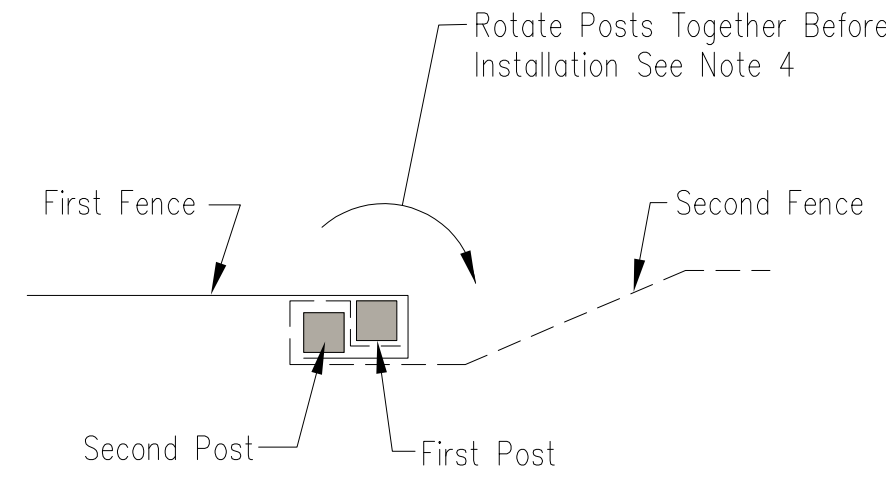 Rotate Posts Together Before
Installation See Note 4
First Fence
Second Fence
Second Post
First Post